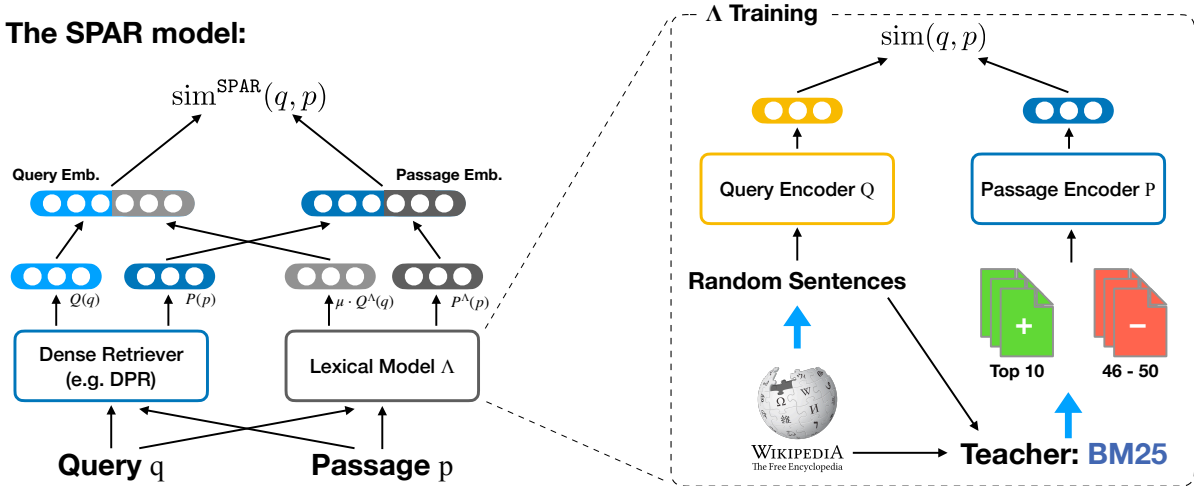 The SPAR model:
sim^SPAR(q, p)
Query Emb.
Passage Emb.
Q(q)
P(p)
μ · Q^Λ(q)
P^Λ(p)
Dense Retriever
(e.g. DPR)
Lexical Model Λ
Query q
Passage p
Λ Training
sim(q, p)
Query Encoder Q
Passage Encoder P
Random Sentences
+
−
Top 10
46 - 50
Ω
W
И
WIKIPEDIA
The Free Encyclopedia
Teacher: BM25